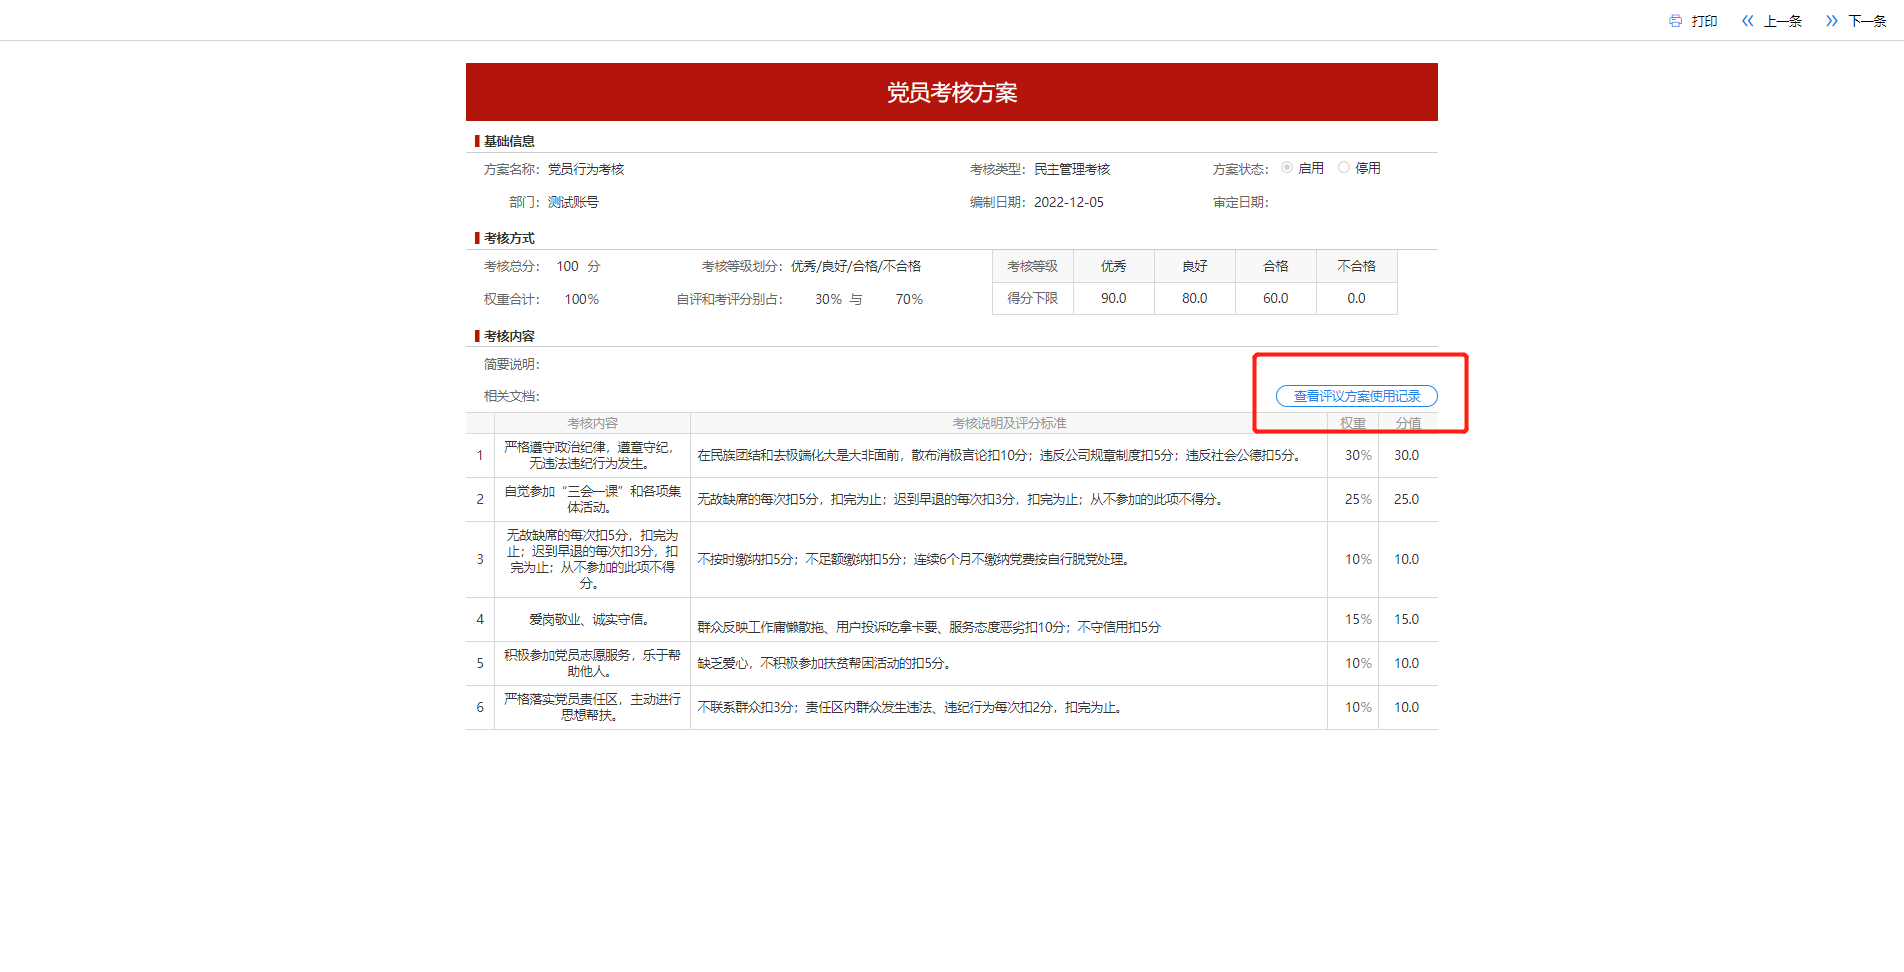 打印 上一条 下一条
党员考核方案
基础信息
方案名称： 党员行为考核 考核类型： 民主管理考核 方案状态： 启用 停用
部门： 测试账号 编制日期： 2022-12-05 审定日期：
考核方式
考核总分： 100 分 考核等级划分： 优秀/良好/合格/不合格 考核等级 优秀 良好 合格 不合格
权重合计： 100% 自评和考评分别占： 30% 与 70% 得分下限 90.0 80.0 60.0 0.0
考核内容
简要说明：
相关文档： 查看评议方案使用记录
考核内容 考核说明及评分标准 权重 分值
1 严格遵守政治纪律，遵章守纪，
无违法违纪行为发生。 在民族团结和去极端化大是大非面前，散布消极言论扣10分；违反公司规章制度扣5分；违反社会公德扣5分。 30% 30.0
2 自觉参加“三会一课”和各项集
体活动。 无故缺席的每次扣5分，扣完为止；迟到早退的每次扣3分，扣完为止；从不参加的此项不得分。 25% 25.0
3 无故缺席的每次扣5分，扣完为
止；迟到早退的每次扣3分，扣
完为止；从不参加的此项不得
分。 不按时缴纳扣5分；不足额缴纳扣5分；连续6个月不缴纳党费按自行脱党处理。 10% 10.0
4 爱岗敬业、诚实守信。 群众反映工作庸懒散拖、用户投诉吃拿卡要、服务态度恶劣扣10分；不守信用扣5分 15% 15.0
5 积极参加党员志愿服务，乐于帮
助他人。 缺乏爱心，不积极参加扶贫帮困活动的扣5分。 10% 10.0
6 严格落实党员责任区，主动进行
思想帮扶。 不联系群众扣3分；责任区内群众发生违法、违纪行为每次扣2分，扣完为止。 10% 10.0